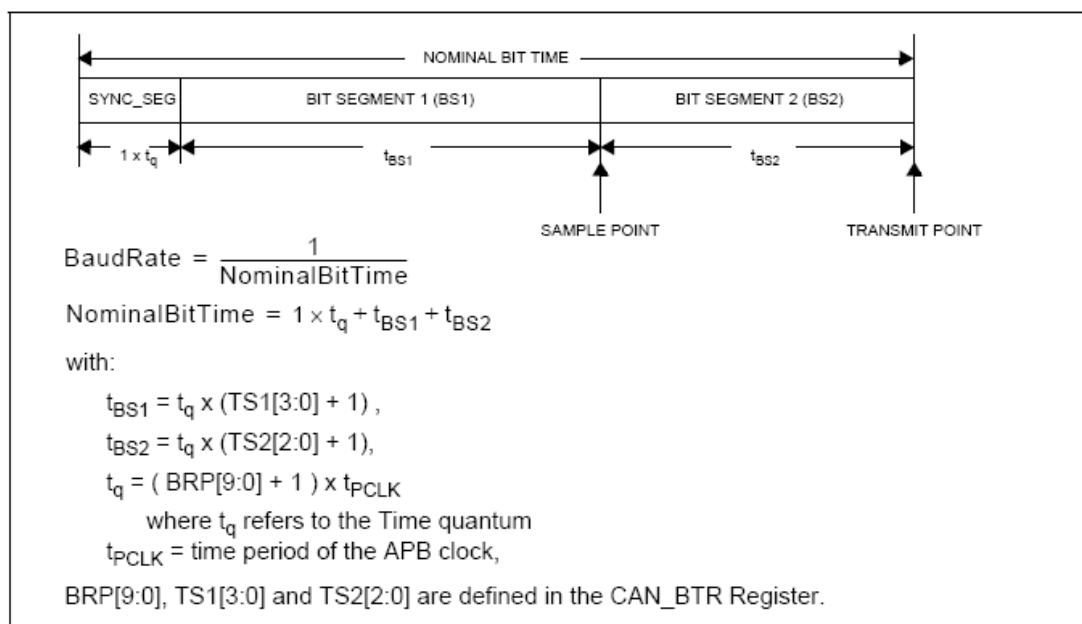 NOMINAL BIT TIME
SYNC_SEG BIT SEGMENT 1 (BS1) BIT SEGMENT 2 (BS2)
1 x tq tBS1 tBS2
SAMPLE POINT TRANSMIT POINT
BaudRate = 1 / NominalBitTime
NominalBitTime = 1 × tq + tBS1 + tBS2
with:
tBS1 = tq x (TS1[3:0] + 1) ,
tBS2 = tq x (TS2[2:0] + 1),
tq = ( BRP[9:0] + 1 ) x tPCLK
where tq refers to the Time quantum
tPCLK = time period of the APB clock,
BRP[9:0], TS1[3:0] and TS2[2:0] are defined in the CAN_BTR Register.